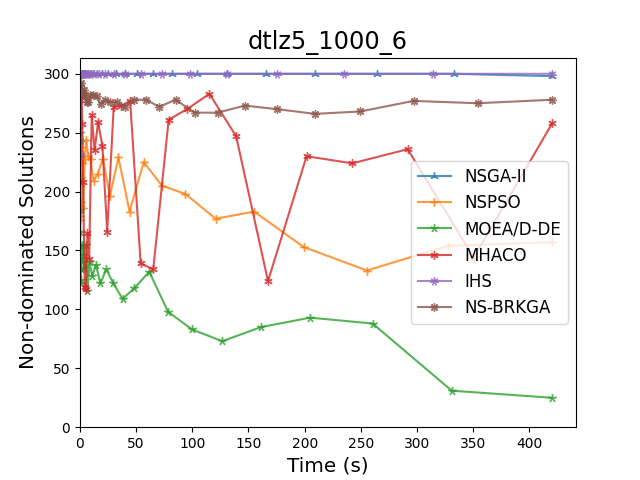 dtlz5_1000_6
Non-dominated Solutions
300
250
200
150
100
50
0
NSGA-II
NSPSO
MOEA/D-DE
MHACO
IHS
NS-BRKGA
0 50 100 150 200 250 300 350 400
Time (s)